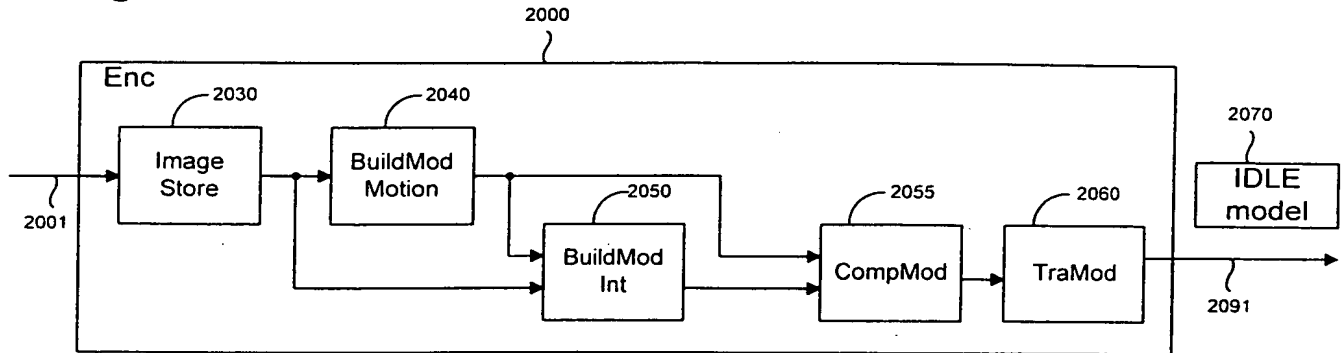 2000
Enc
2030
2040
Image
Store
BuildMod
Motion
2001
2050
BuildMod
Int
2055
CompMod
2060
TraMod
2070
IDLE
model
2091